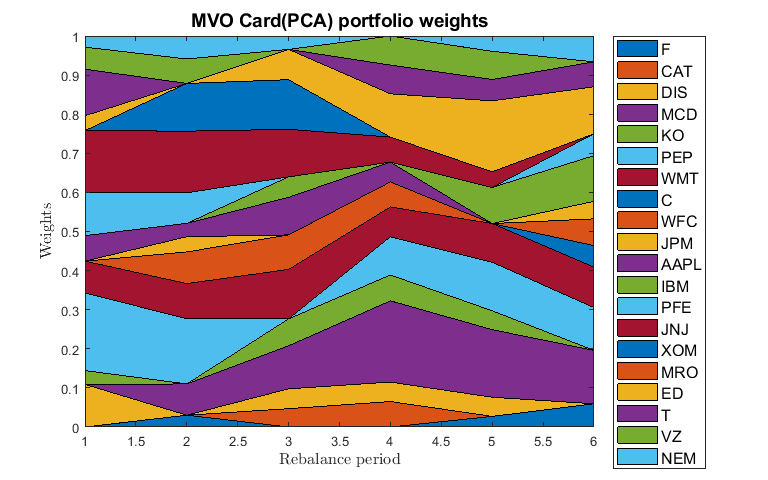 MVO Card(PCA) portfolio weights
1
0.9
0.8
0.7
0.6
0.5
0.4
0.3
0.2
0.1
0
Weights
1 1.5 2 2.5 3 3.5 4 4.5 5 5.5 6
Rebalance period
F
CAT
DIS
MCD
KO
PEP
WMT
C
WFC
JPM
AAPL
IBM
PFE
JNJ
XOM
MRO
ED
T
VZ
NEM